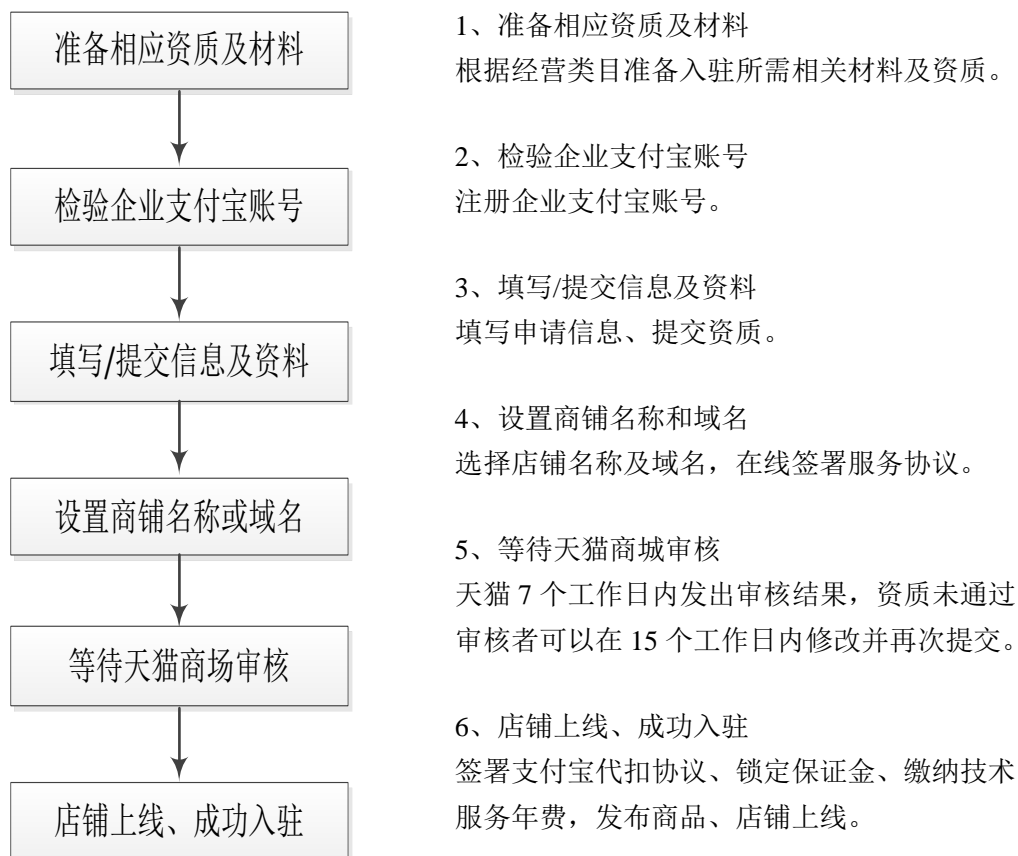 准备相应资质及材料
检验企业支付宝账号
填写/提交信息及资料
设置商铺名称或域名
等待天猫商场审核
店铺上线、成功入驻
1、准备相应资质及材料
根据经营类目准备入驻所需相关材料及资质。
2、检验企业支付宝账号
注册企业支付宝账号。
3、填写/提交信息及资料
填写申请信息、提交资质。
4、设置商铺名称和域名
选择店铺名称及域名，在线签署服务协议。
5、等待天猫商城审核
天猫 7 个工作日内发出审核结果，资质未通过
审核者可以在 15 个工作日内修改并再次提交。
6、店铺上线、成功入驻
签署支付宝代扣协议、锁定保证金、缴纳技术
服务年费，发布商品、店铺上线。